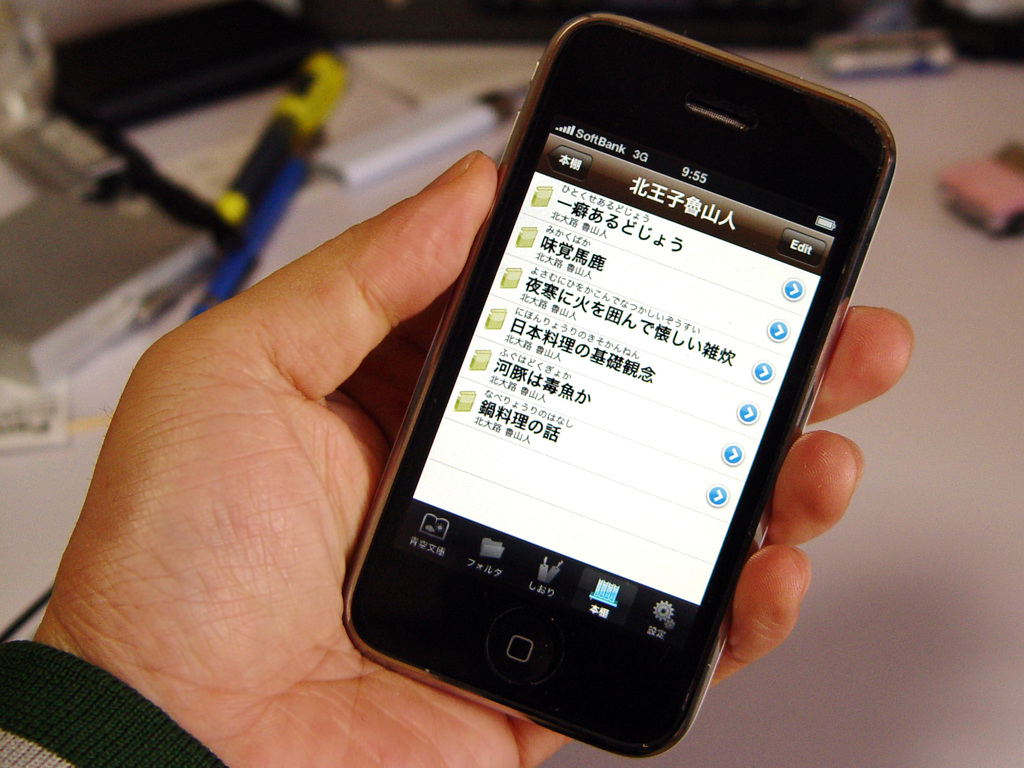 SoftBank 3G 9:55
本棚 北王子魯山人 Edit
ひとくせあるどじょう
一癖あるどじょう
北大路 魯山人
みかくばか
味覚馬鹿
北大路 魯山人
よさむにひをかこんでなつかしいぞうすい
夜寒に火を囲んで懐しい雑炊
北大路 魯山人
にほんりょうりのきそかんねん
日本料理の基礎観念
北大路 魯山人
ふぐはどくぎょか
河豚は毒魚か
北大路 魯山人
なべりょうりのはなし
鍋料理の話
北大路 魯山人
青空文庫 フォルダ しおり 本棚 設定